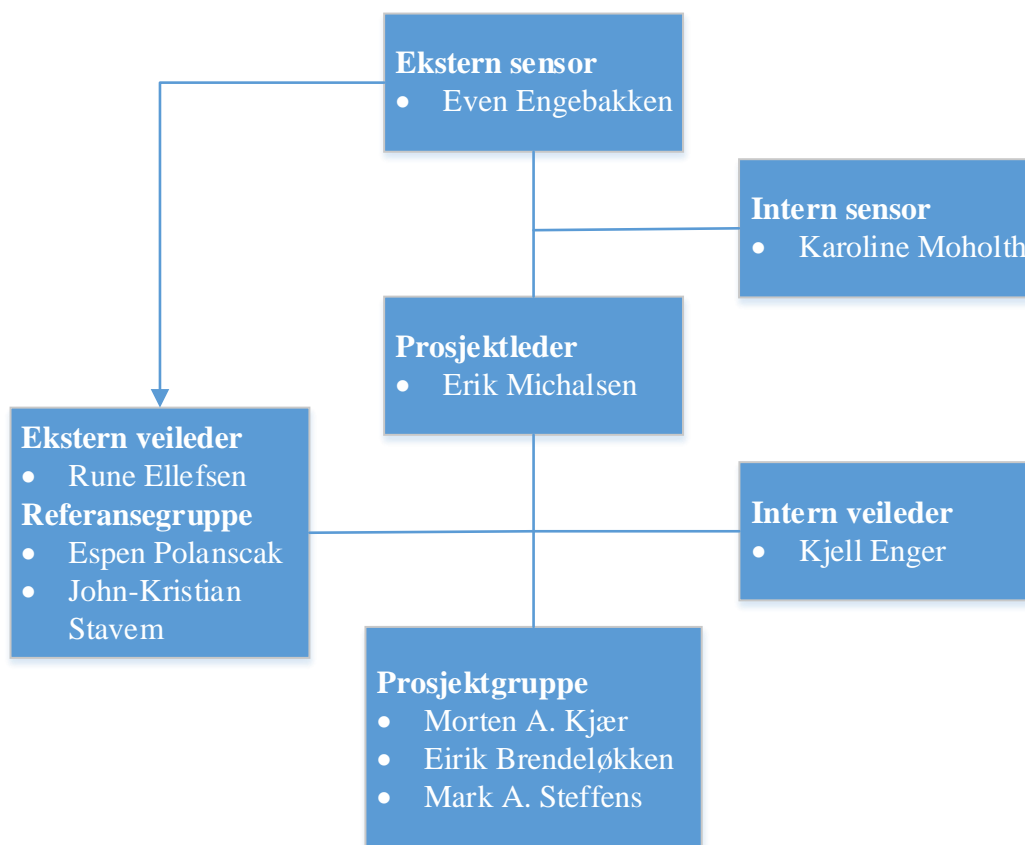 Ekstern sensor
• Even Engebakken
Intern sensor
• Karoline Moholth
Prosjektleder
• Erik Michalsen
Ekstern veileder
• Rune Ellefsen
Referansegruppe
• Espen Polanscak
• John-Kristian
Stavem
Intern veileder
• Kjell Enger
Prosjektgruppe
• Morten A. Kjær
• Eirik Brendeløkken
• Mark A. Steffens